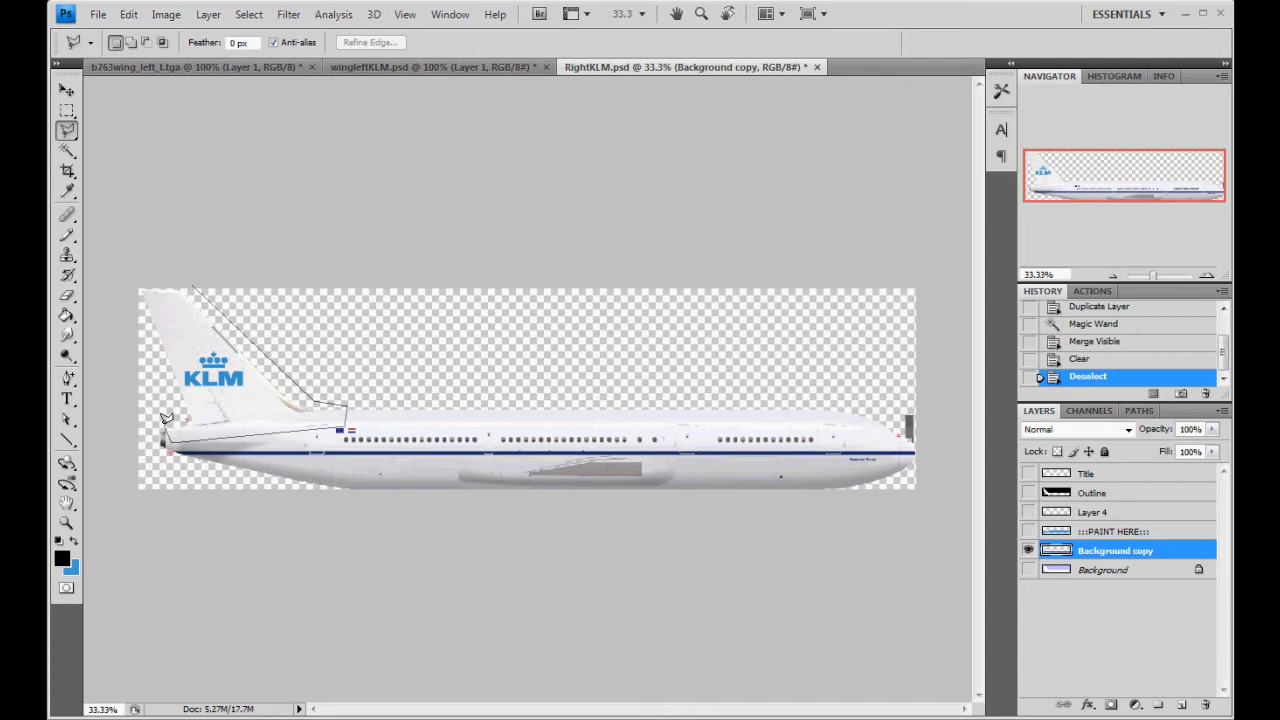 Ps File Edit Image Layer Select Filter Analysis 3D View Window Help Br 33.3 ESSENTIALS
Feather: 0 px Anti-alias Refine Edge...
b763wing_left_t.tga @ 100% (Layer 1, RGB/8) * wingleftKLM.psd @ 100% (Layer 1, RGB/8#) * RightKLM.psd @ 33.3% (Background copy, RGB/8#) *
NAVIGATOR HISTOGRAM INFO
KLM
33.33%
HISTORY ACTIONS
Duplicate Layer
Magic Wand
Merge Visible
Clear
Deselect
KLM
LAYERS CHANNELS PATHS
Normal Opacity: 100%
Lock: Fill: 100%
Title
Outline
Layer 4
:::PAINT HERE:::
Background copy
Background
33.33% Doc: 5.27M/17.7M